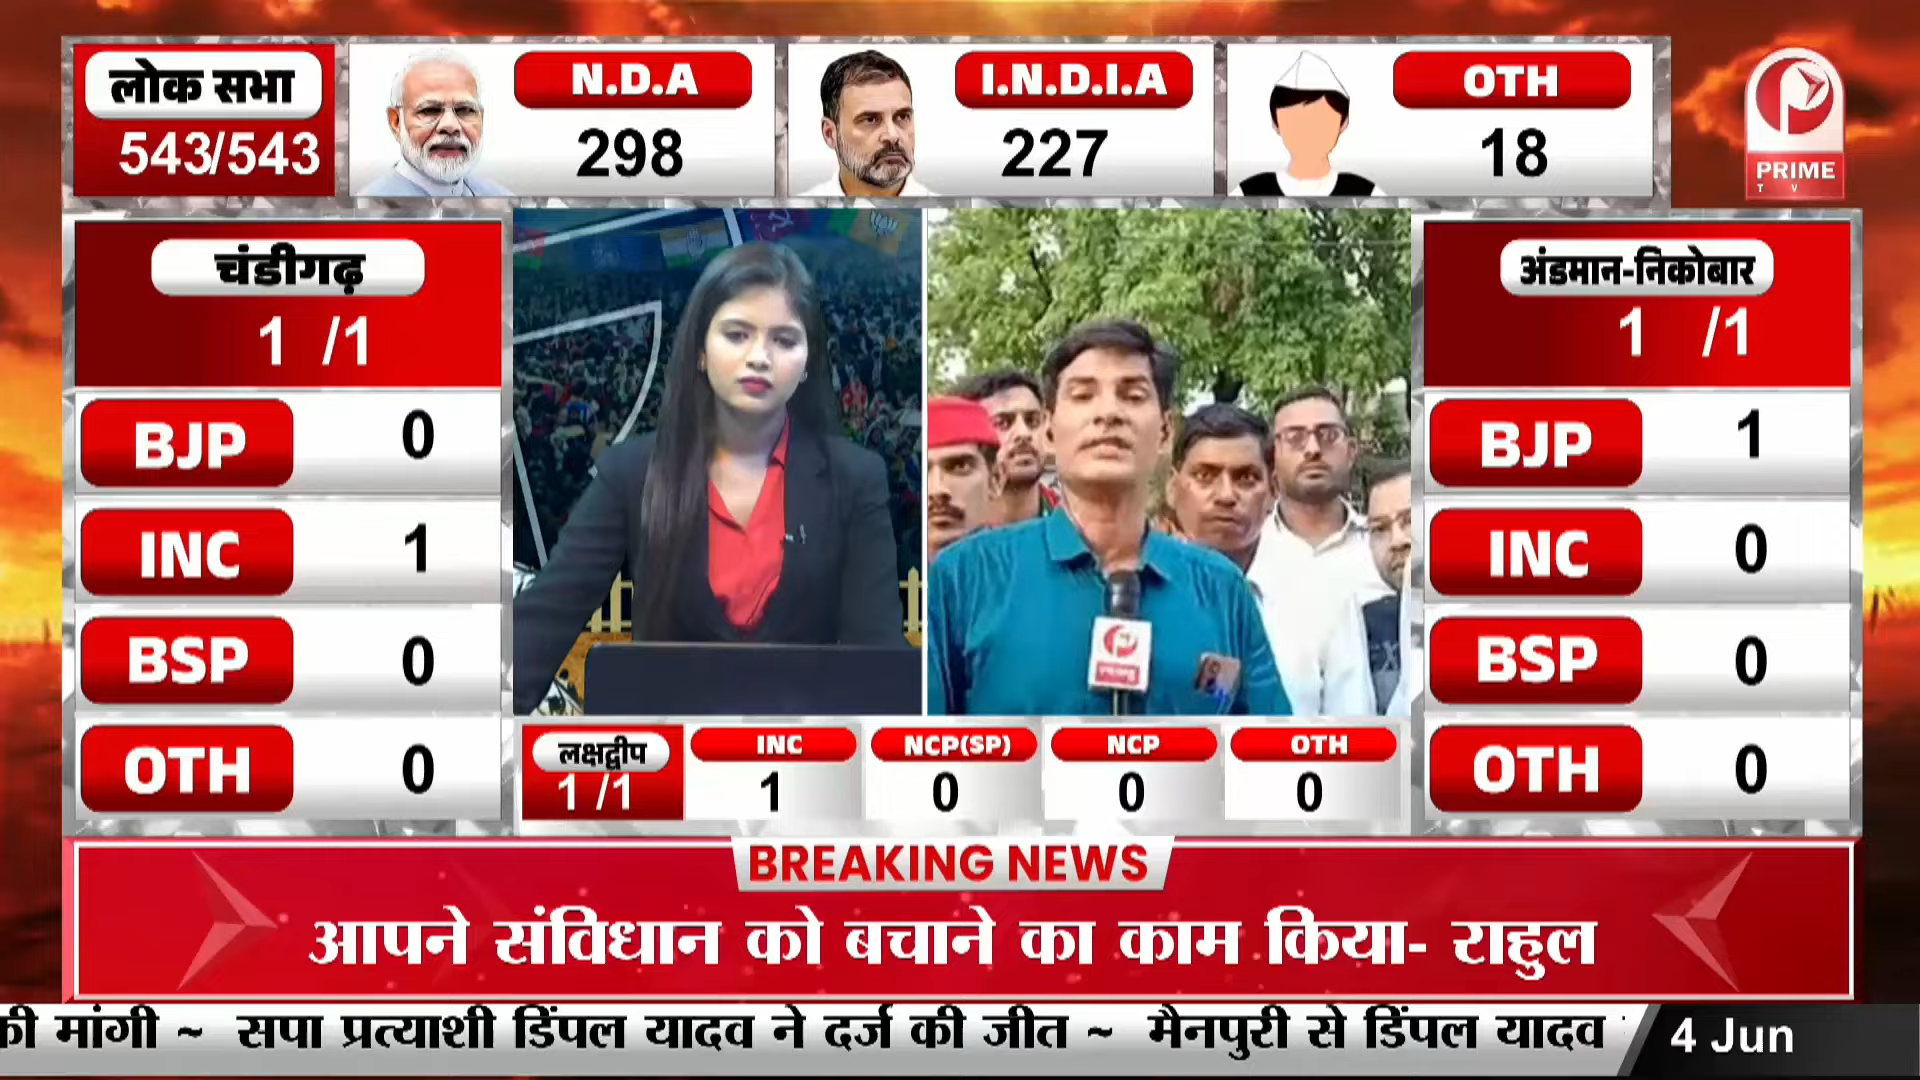 लोक सभा
543/543
N.D.A
298
I.N.D.I.A
227
OTH
18
PRIME
TV
चंडीगढ़
1 /1
BJP 0
INC 1
BSP 0
OTH 0
अंडमान-निकोबार
1 /1
BJP 1
INC 0
BSP 0
OTH 0
लक्षद्वीप
1 /1
INC
1
NCP(SP)
0
NCP
0
OTH
0
BREAKING NEWS
आपने संविधान को बचाने का काम किया- राहुल
की मांगी ~ सपा प्रत्याशी डिंपल यादव ने दर्ज की जीत ~ मैनपुरी से डिंपल यादव
4 Jun